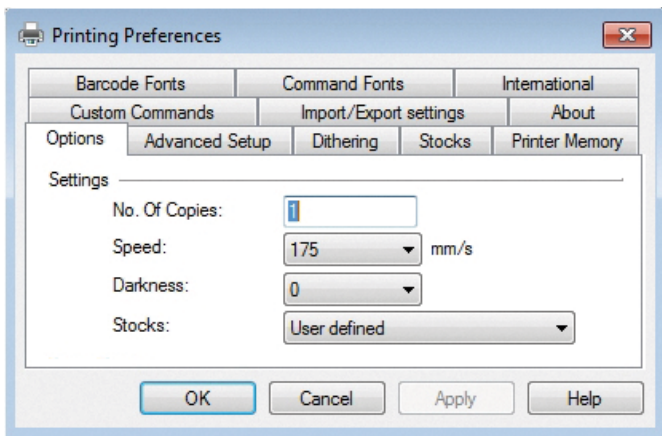 Printing Preferences
Barcode Fonts Command Fonts International
Custom Commands Import/Export settings About
Options Advanced Setup Dithering Stocks Printer Memory
Settings
No. Of Copies: 1
Speed: 175 mm/s
Darkness: 0
Stocks: User defined
OK Cancel Apply Help